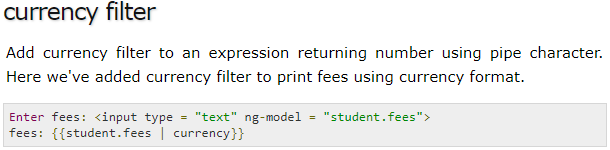 currency filter
Add currency filter to an expression returning number using pipe character.
Here we've added currency filter to print fees using currency format.
Enter fees: <input type = "text" ng-model = "student.fees">
fees: {{student.fees | currency}}